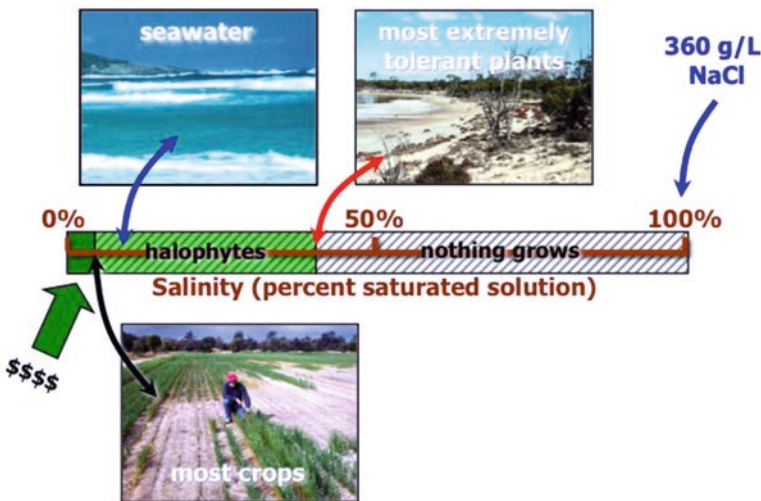 seawater
most extremely
tolerant plants
360 g/L
NaCl
0%
50%
100%
halophytes
nothing grows
Salinity (percent saturated solution)
$$$$
most crops